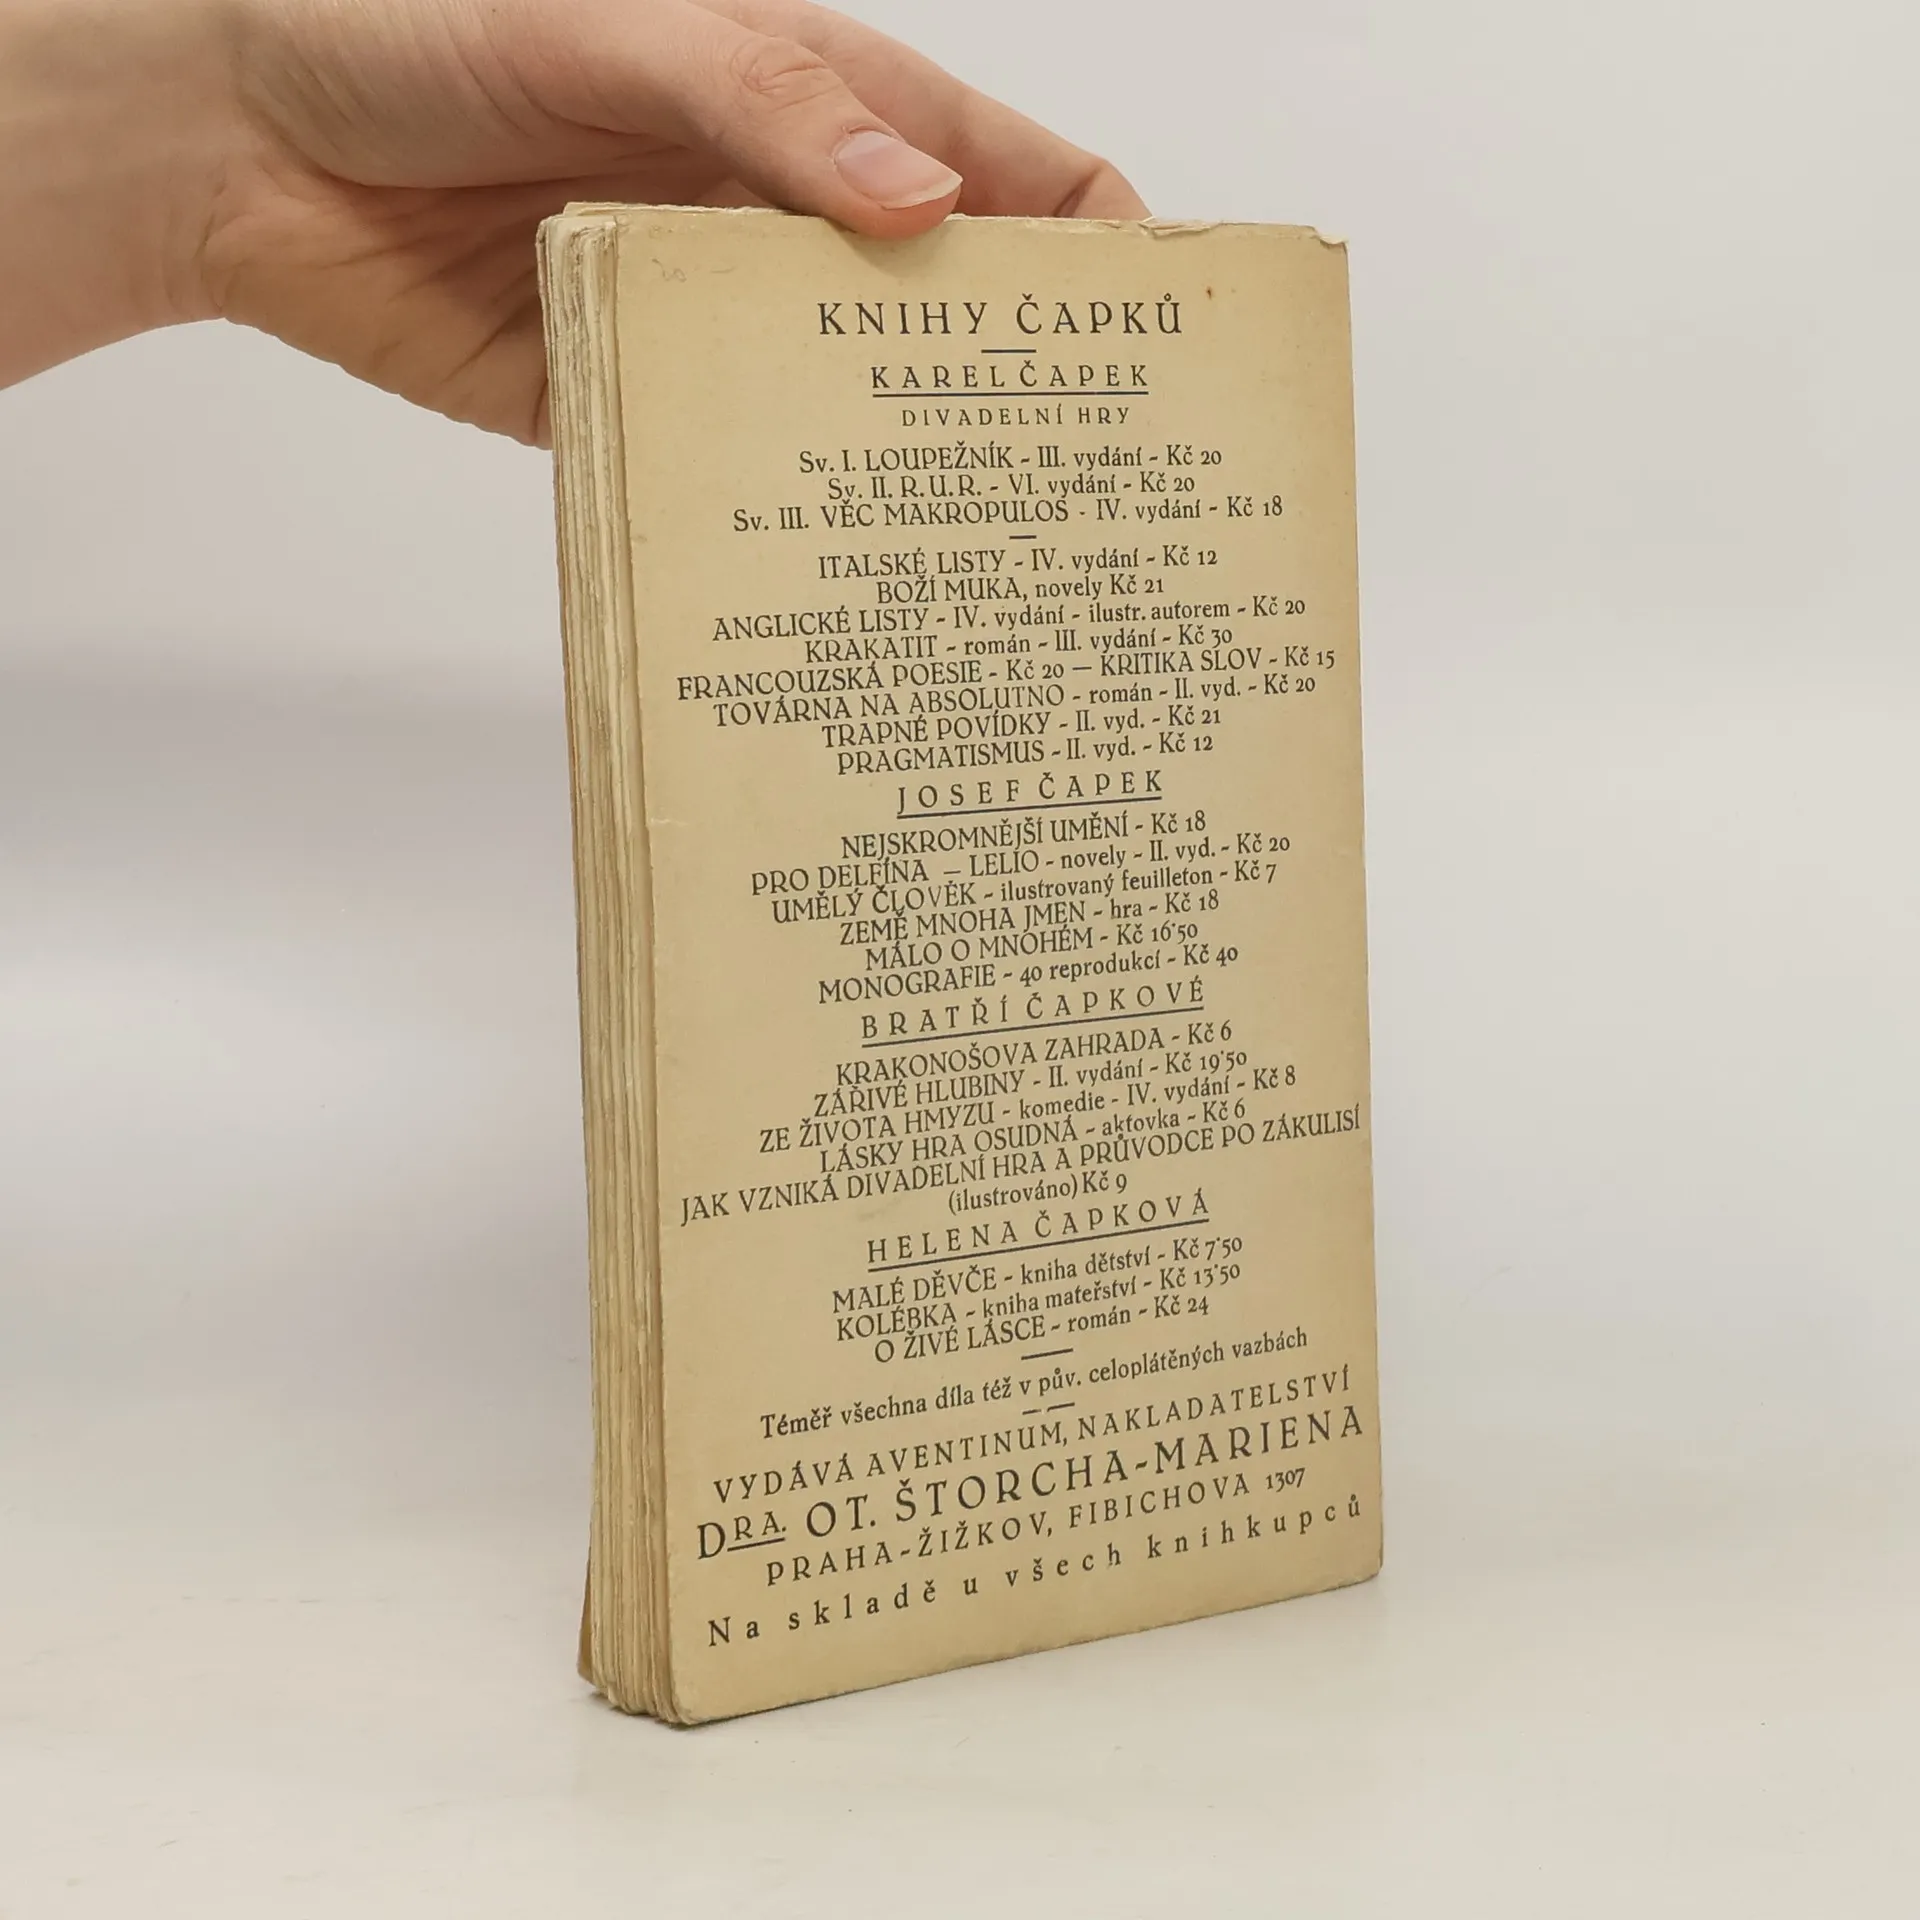 KNIHY ČAPKŮ
KAREL ČAPEK
DIVADELNÍ HRY
Sv. I. LOUPEŽNÍK - III. vydání - Kč 20
Sv. II. R.U.R. - VI. vydání - Kč 20
Sv. III. VĚC MAKROPULOS - IV. vydání - Kč 18
ITALSKÉ LISTY - IV. vydání - Kč 12
BOŽÍ MUKA, novely Kč 21
ANGLICKÉ LISTY - IV. vydání - ilustr. autorem - Kč 20
KRAKATIT - román - III. vydání - Kč 30
FRANCOUZSKÁ POESIE - Kč 20 — KRITIKA SLOV - Kč 15
TOVÁRNA NA ABSOLUTNO - román - II. vyd. - Kč 20
TRAPNÉ POVÍDKY - II. vyd. - Kč 21
PRAGMATISMUS - II. vyd. - Kč 12
JOSEF ČAPEK
NEJSKROMNĚJŠÍ UMĚNÍ - Kč 18
PRO DELFÍNA — LELIO - novely - II. vyd. - Kč 20
UMĚLÝ ČLOVĚK - ilustrovaný feuilleton - Kč 7
ZEMĚ MNOHA JMEN - hra - Kč 18
MÁLO O MNOHÉM - Kč 16˙50
MONOGRAFIE - 40 reprodukcí - Kč 40
BRATŘÍ ČAPKOVÉ
KRAKONOŠOVA ZAHRADA - Kč 6
ZÁŘIVÉ HLUBINY - II. vydání - Kč 19˙50
ZE ŽIVOTA HMYZU - komedie - IV. vydání - Kč 8
LÁSKY HRA OSUDNÁ - aktovka - Kč 6
JAK VZNIKÁ DIVADELNÍ HRA A PRŮVODCE PO ZÁKULISÍ
(ilustrováno) Kč 9
HELENA ČAPKOVÁ
MALÉ DĚVČE - kniha dětství - Kč 7˙50
KOLÉBKA - kniha mateřství - Kč 13˙50
O ŽIVÉ LÁSCE - román - Kč 24
Téměř všechna díla též v pův. celoplátěných vazbách
VYDÁVÁ AVENTINUM, NAKLADATELSTVÍ
DRA. OT. ŠTORCHA-MARIENA
PRAHA-ŽIŽKOV, FIBICHOVA 1307
Na skladě u všech knihkupců